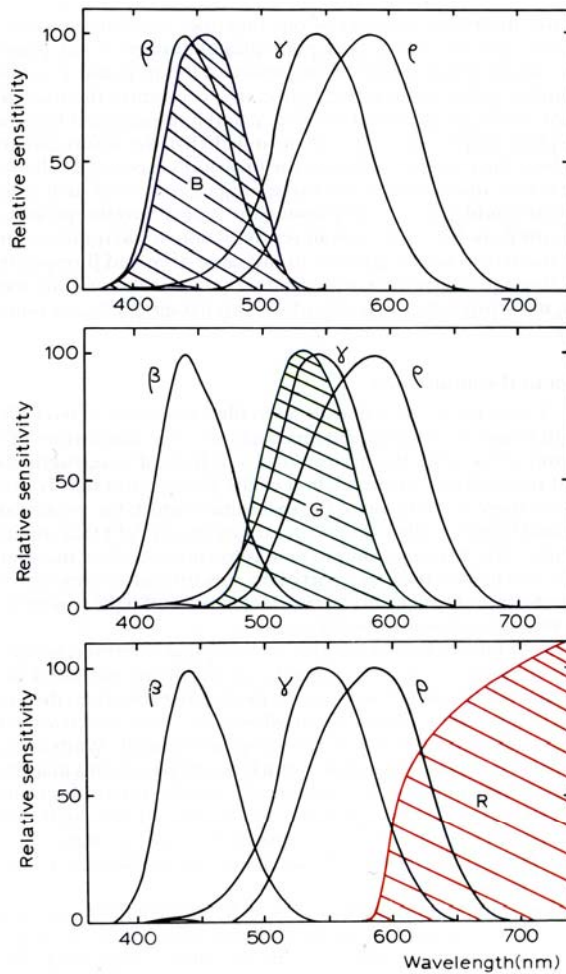 Relative sensitivity
100
50
0
β
γ
ρ
B
400
500
600
700
Relative sensitivity
100
50
0
β
γ
ρ
G
400
500
600
700
Relative sensitivity
100
50
0
β
γ
ρ
R
400
500
600
700
Wavelength(nm)